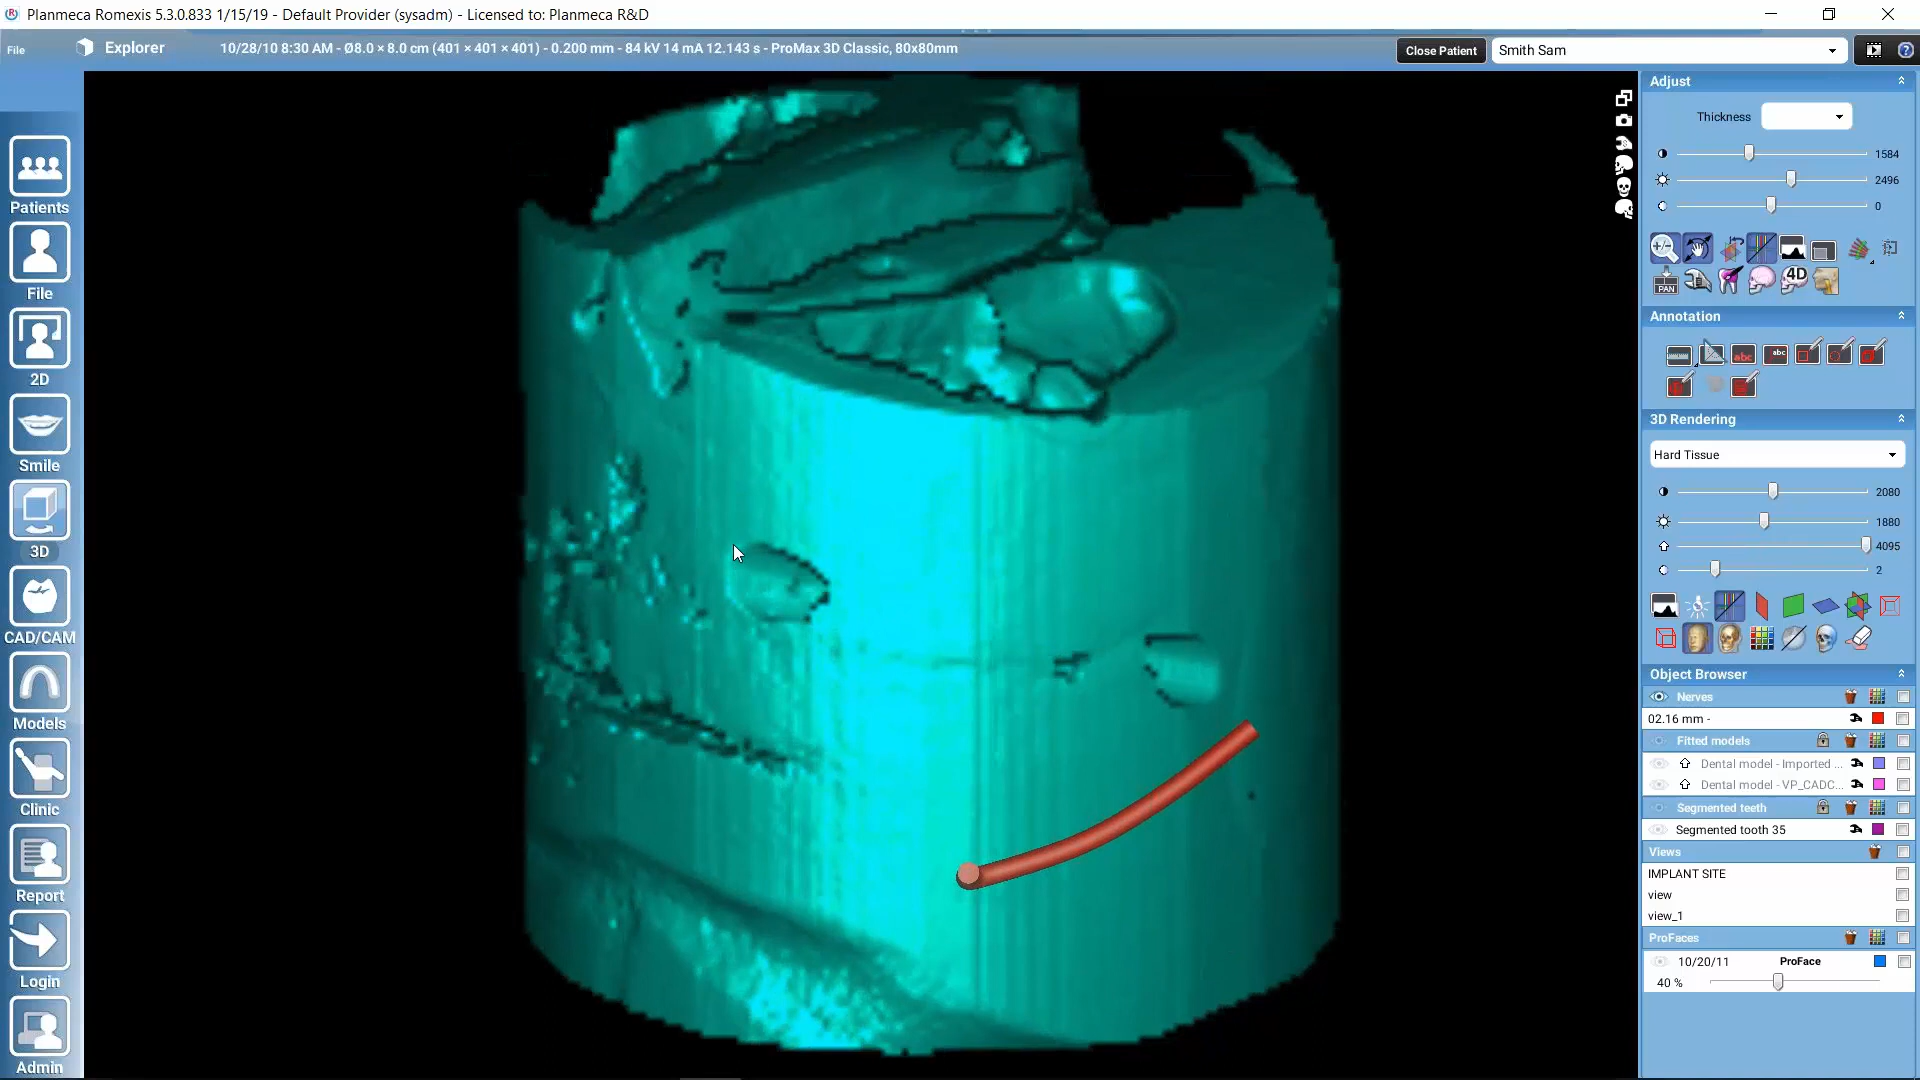 Planmeca Romexis 5.3.0.833 1/15/19 - Default Provider (sysadm) - Licensed to: Planmeca R&D
File
Explorer
10/28/10 8:30 AM - Ø8.0 × 8.0 cm (401 × 401 × 401) - 0.200 mm - 84 kV 14 mA 12.143 s - ProMax 3D Classic, 80x80mm
Close Patient
Smith Sam
Patients
File
2D
Smile
3D
CAD/CAM
Models
Clinic
Report
Login
Admin
Adjust
Thickness
1584
2496
0
PAN
4D
Annotation
abc
abc
3D Rendering
Hard Tissue
2080
1880
4095
2
Object Browser
Nerves
02.16 mm -
Fitted models
Dental model - Imported ...
Dental model - VP_CADC...
Segmented teeth
Segmented tooth 35
Views
IMPLANT SITE
view
view_1
ProFaces
10/20/11 ProFace
40 %